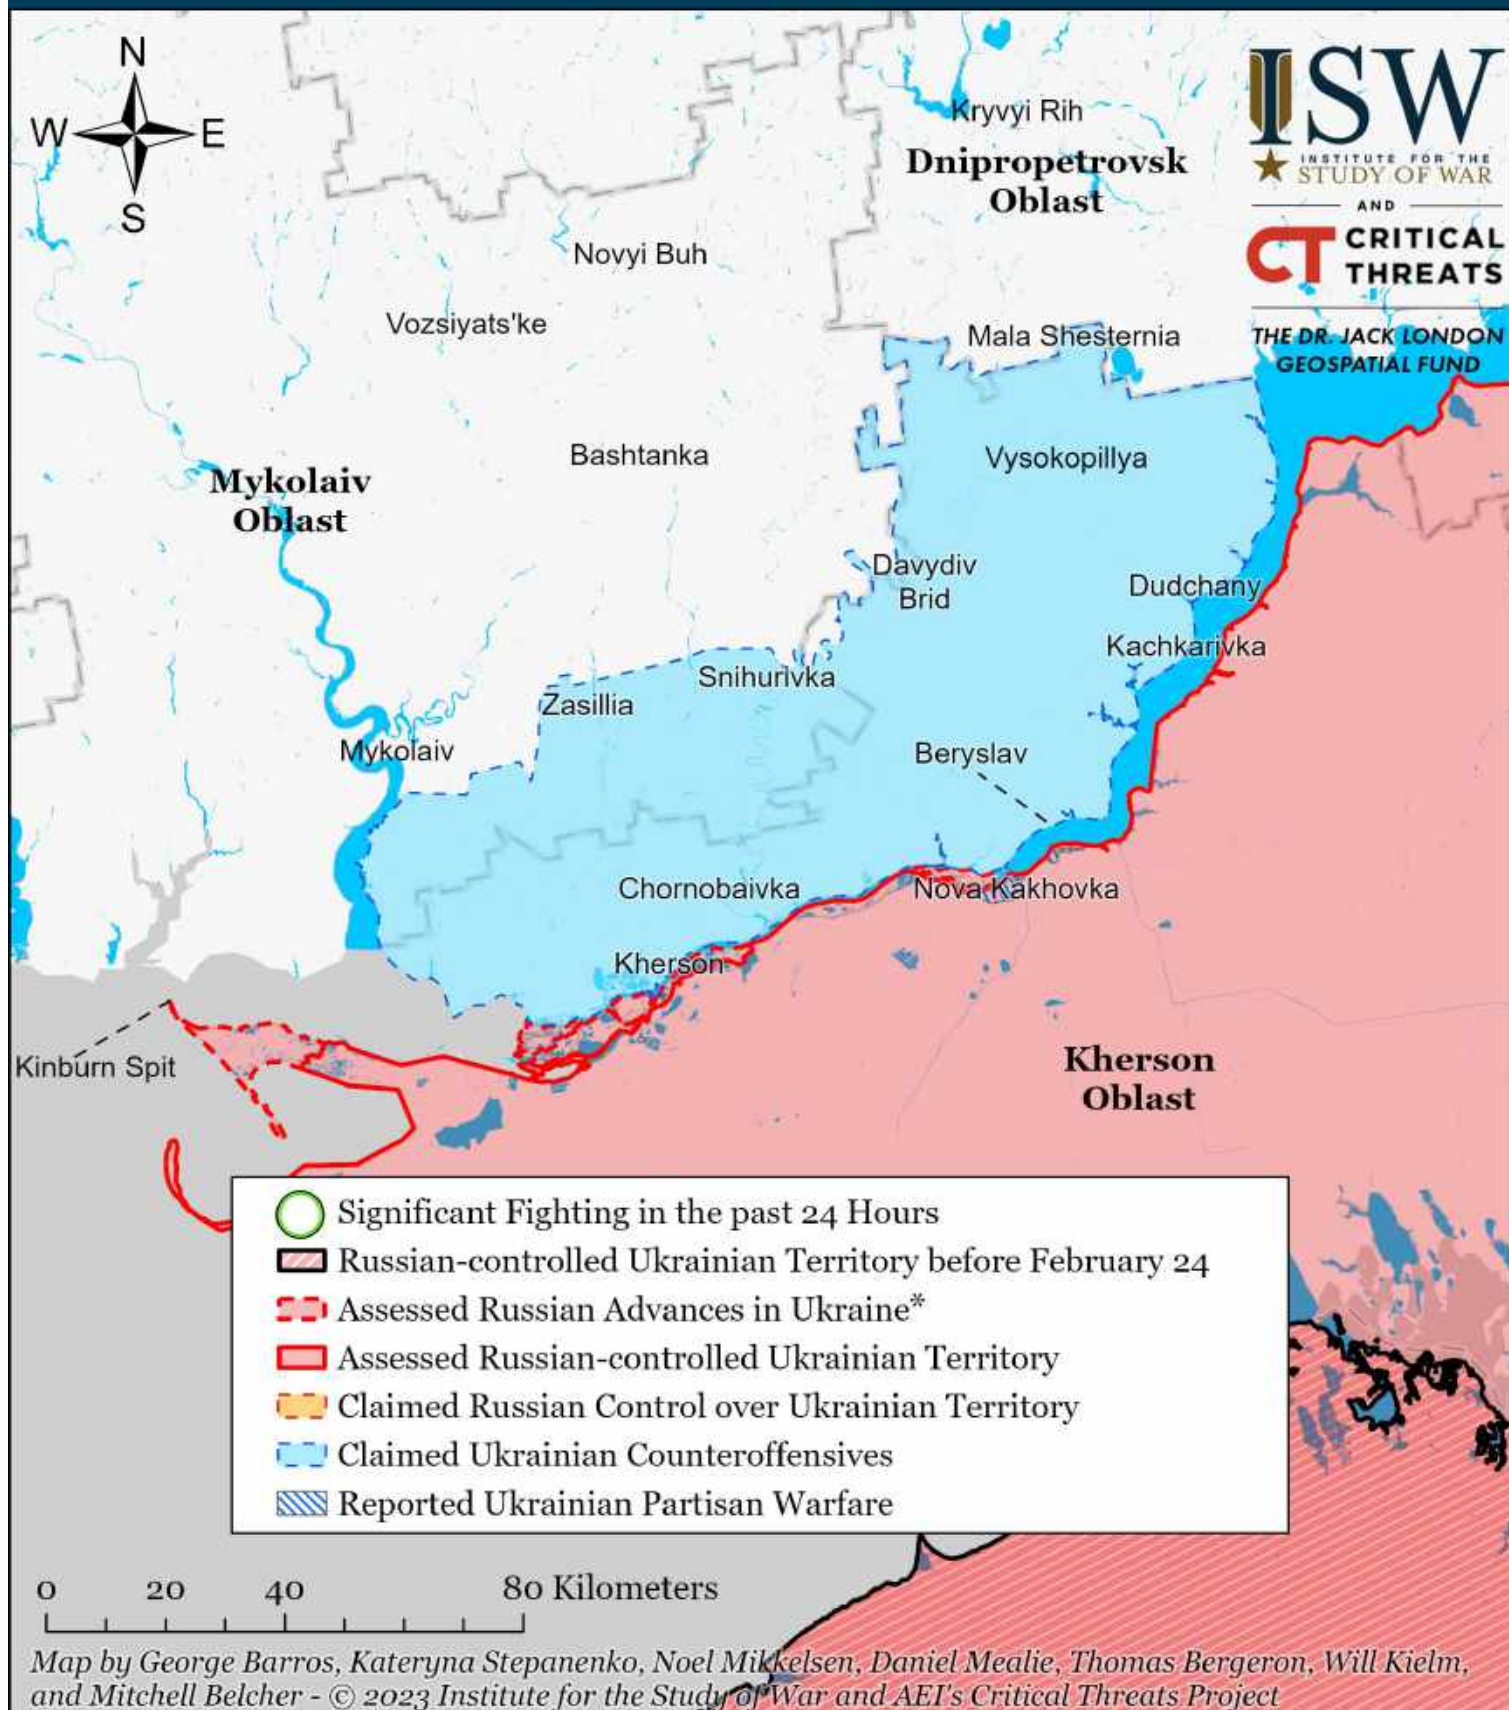 N
W E
S
ISW
INSTITUTE FOR THE
STUDY OF WAR
AND
CT CRITICAL
THREATS
THE DR. JACK LONDON
GEOSPATIAL FUND
Kryvyi Rih
Dnipropetrovsk
Oblast
Novyi Buh
Vozsiyats'ke
Mala Shesternia
Bashtanka
Vysokopillya
Mykolaiv
Oblast
Davydiv
Brid
Dudchany
Kachkarivka
Snihurivka
Zasillia
Mykolaiv
Beryslav
Chornobaivka
Nova Kakhovka
Kherson
Kinburn Spit
Kherson
Oblast
Significant Fighting in the past 24 Hours
Russian-controlled Ukrainian Territory before February 24
Assessed Russian Advances in Ukraine*
Assessed Russian-controlled Ukrainian Territory
Claimed Russian Control over Ukrainian Territory
Claimed Ukrainian Counteroffensives
Reported Ukrainian Partisan Warfare
0 20 40 80 Kilometers
Map by George Barros, Kateryna Stepanenko, Noel Mikkelsen, Daniel Mealie, Thomas Bergeron, Will Kielm,
and Mitchell Belcher - © 2023 Institute for the Study of War and AEI's Critical Threats Project